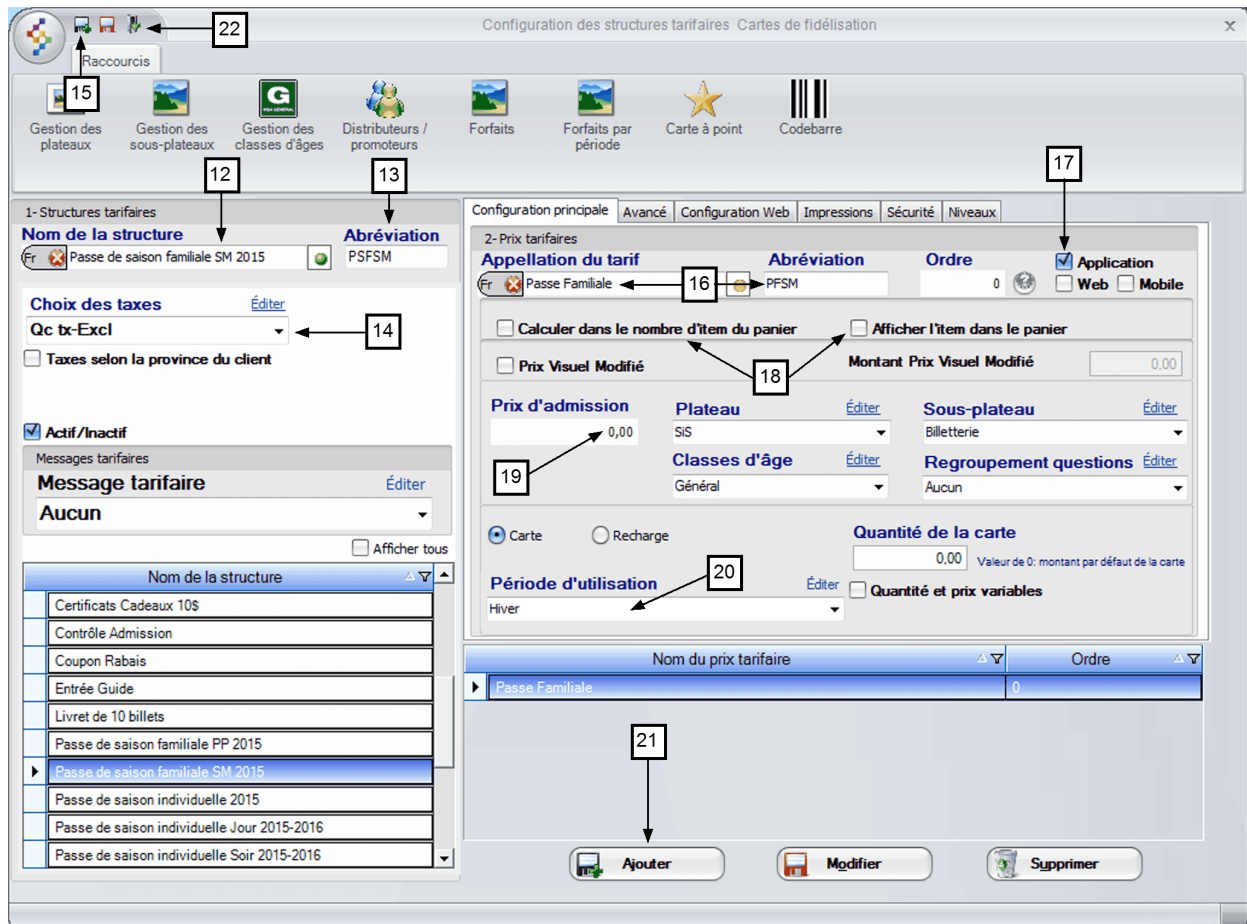 Configuration des structures tarifaires Cartes de fidélisation
x
22
Raccourcis
15
G
VISA GÉNÉRAL
Gestion des plateaux
Gestion des sous-plateaux
Gestion des classes d'âges
Distributeurs / promoteurs
Forfaits
Forfaits par période
Carte à point
Codebarre
12
13
17
1- Structures tarifaires
Nom de la structure
Abréviation
Fr
Passe de saison familiale SM 2015
PSFSM
Choix des taxes
Éditer
Qc tx-Excl
14
Taxes selon la province du client
Actif/Inactif
Messages tarifaires
Message tarifaire
Éditer
Aucun
Afficher tous
Nom de la structure
Certificats Cadeaux 10$
Contrôle Admission
Coupon Rabais
Entrée Guide
Livret de 10 billets
Passe de saison familiale PP 2015
Passe de saison familiale SM 2015
Passe de saison individuelle 2015
Passe de saison individuelle Jour 2015-2016
Passe de saison individuelle Soir 2015-2016
Configuration principale
Avancé
Configuration Web
Impressions
Sécurité
Niveaux
2- Prix tarifaires
Appellation du tarif
Abréviation
Ordre
Application
Fr
Passe Familiale
16
PFSM
0
Web
Mobile
Calculer dans le nombre d'item du panier
Afficher l'item dans le panier
18
Prix Visuel Modifié
Montant Prix Visuel Modifié
0,00
Prix d'admission
Plateau
Éditer
Sous-plateau
Éditer
0,00
SiS
Billetterie
19
Classes d'âge
Éditer
Regroupement questions
Éditer
Général
Aucun
Carte
Recharge
Quantité de la carte
0,00
Valeur de 0: montant par défaut de la carte
Période d'utilisation
20
Éditer
Quantité et prix variables
Hiver
Nom du prix tarifaire
Ordre
Passe Familiale
0
21
Ajouter
Modifier
Supprimer